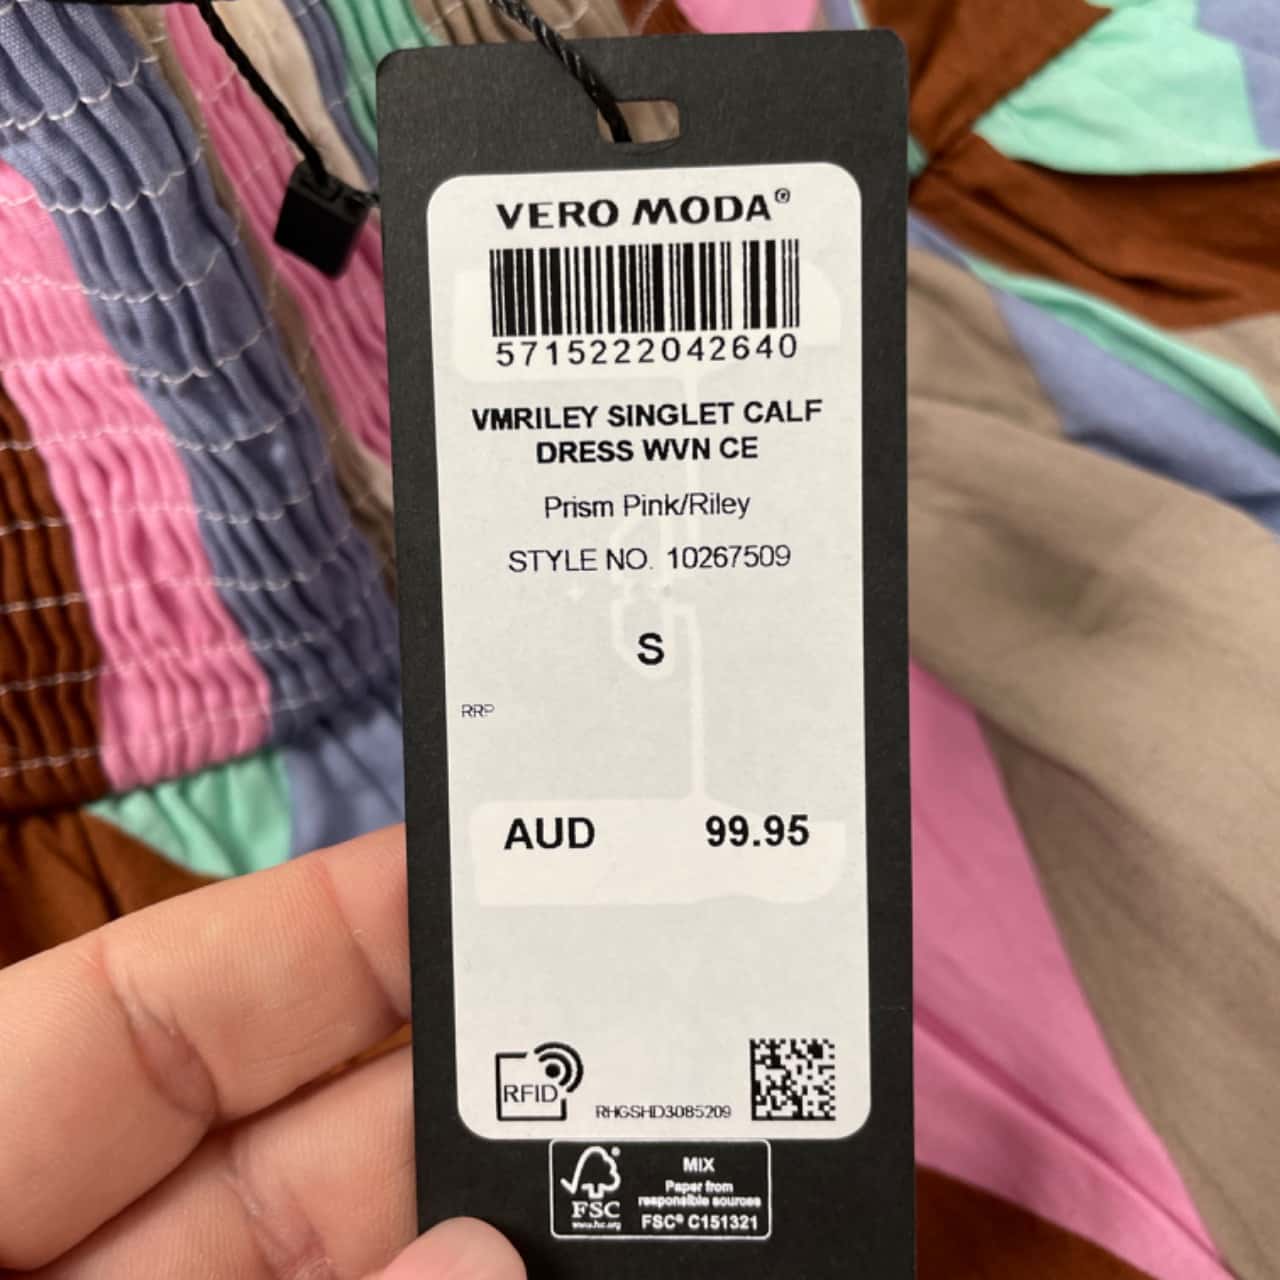 VERO MODA®
5715222042640
VMRILEY SINGLET CALF
DRESS WVN CE
Prism Pink/Riley
STYLE NO. 10267509
S
RRP
AUD 99.95
RFID
RHGSHD3085209
FSC®
www.fsc.org
MIX
Paper from
responsible sources
FSC® C151321